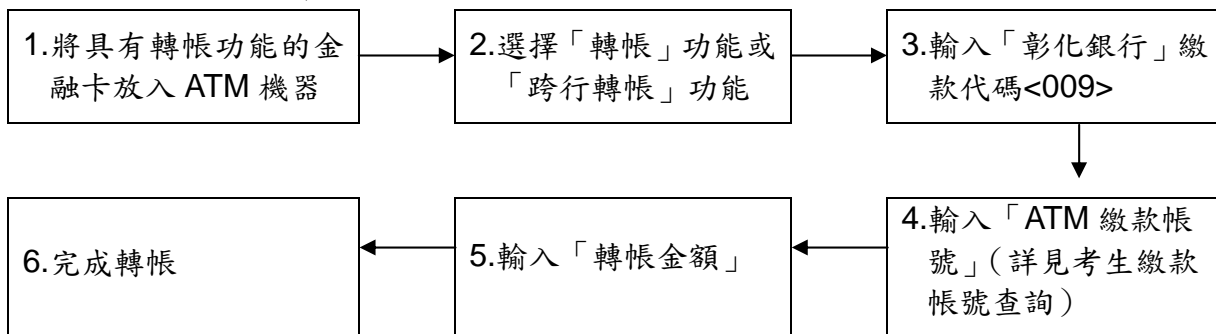 1.將具有轉帳功能的金
融卡放入 ATM 機器
2.選擇「轉帳」功能或
「跨行轉帳」功能
3.輸入「彰化銀行」繳
款代碼<009>
4.輸入「ATM 繳款帳
號」(詳見考生繳款
帳號查詢)
5.輸入「轉帳金額」
6.完成轉帳